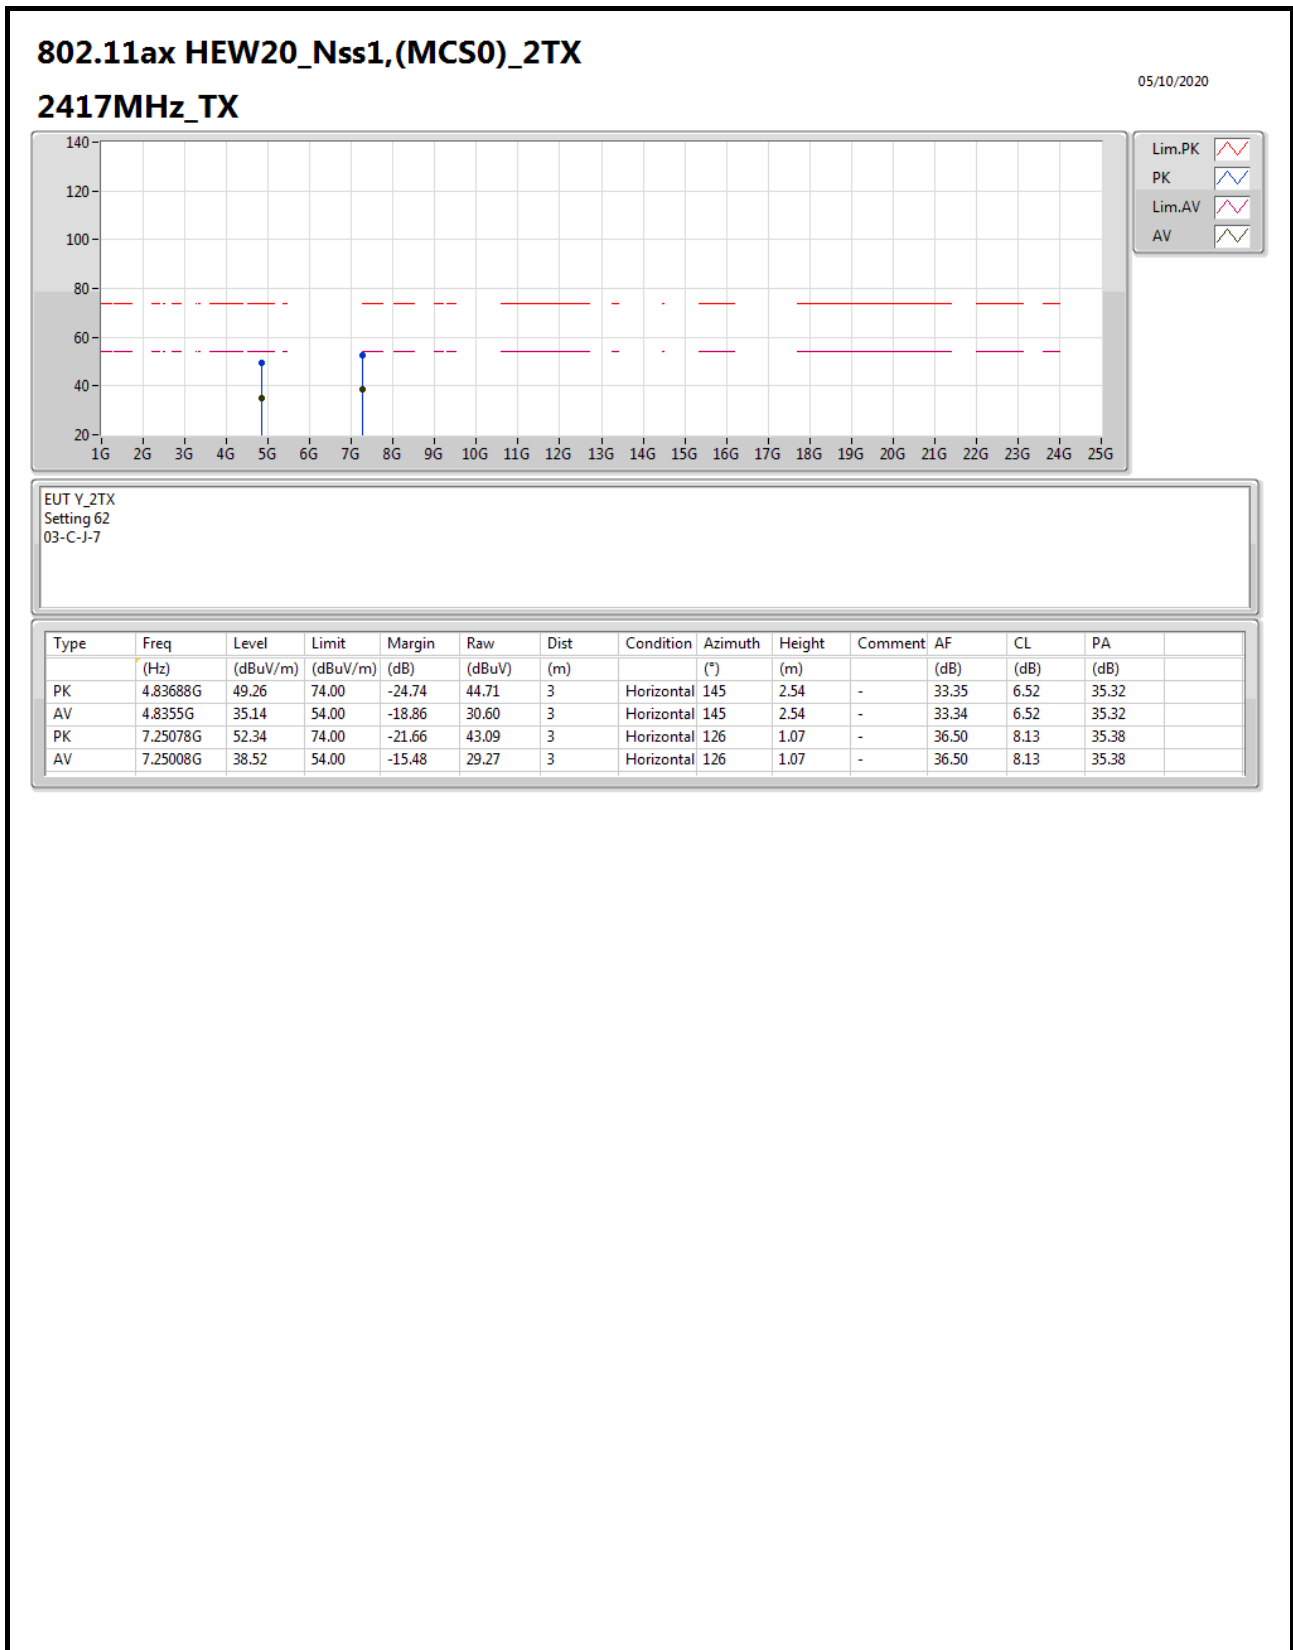 802.11ax HEW20_Nss1,(MCS0)_2TX
05/10/2020
2417MHz_TX
140
120
100
80
60
40
20
1G 2G 3G 4G 5G 6G 7G 8G 9G 10G 11G 12G 13G 14G 15G 16G 17G 18G 19G 20G 21G 22G 23G 24G 25G
Lim.PK
PK
Lim.AV
AV
EUT Y_2TX
Setting 62
03-C-J-7
Type Freq Level Limit Margin Raw Dist Condition Azimuth Height Comment AF CL PA
(Hz) (dBuV/m) (dBuV/m) (dB) (dBuV) (m) (°) (m) (dB) (dB) (dB)
PK 4.83688G 49.26 74.00 -24.74 44.71 3 Horizontal 145 2.54 - 33.35 6.52 35.32
AV 4.8355G 35.14 54.00 -18.86 30.60 3 Horizontal 145 2.54 - 33.34 6.52 35.32
PK 7.25078G 52.34 74.00 -21.66 43.09 3 Horizontal 126 1.07 - 36.50 8.13 35.38
AV 7.25008G 38.52 54.00 -15.48 29.27 3 Horizontal 126 1.07 - 36.50 8.13 35.38